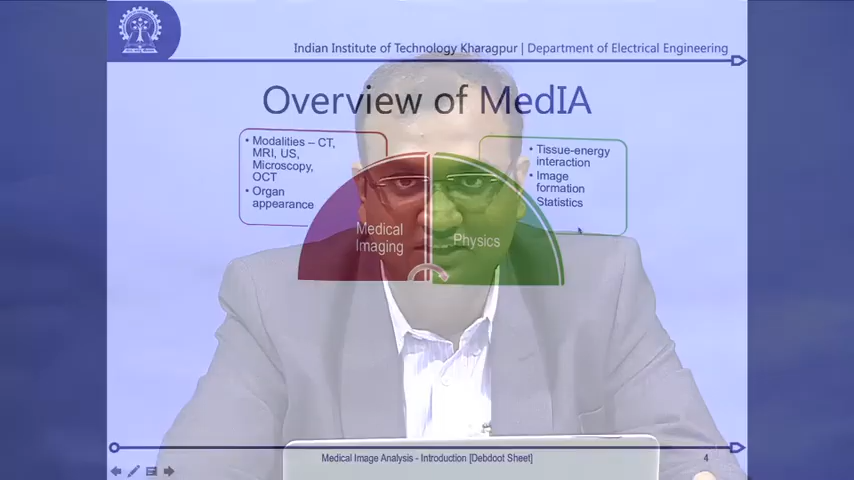 Indian Institute of Technology Kharagpur | Department of Electrical Engineering
Overview of MedIA
• Modalities – CT,
MRI, US,
Microscopy,
OCT
• Organ
appearance
• Tissue-energy
interaction
• Image
formation
• Statistics
Medical
Imaging
Physics
Medical Image Analysis - Introduction [Debdoot Sheet]
4